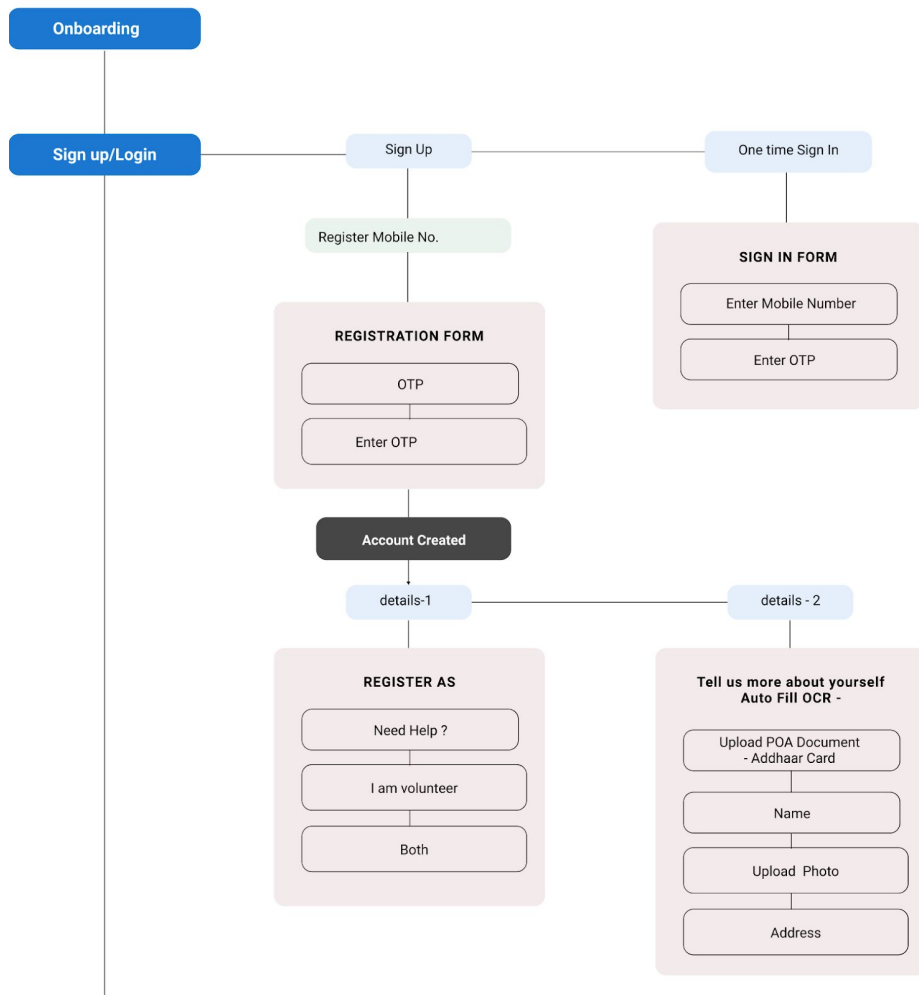 Onboarding
Sign up/Login
Sign Up
One time Sign In
Register Mobile No.
SIGN IN FORM
Enter Mobile Number
Enter OTP
REGISTRATION FORM
OTP
Enter OTP
Account Created
details-1
details - 2
REGISTER AS
Need Help ?
I am volunteer
Both
Tell us more about yourself
Auto Fill OCR -
Upload POA Document
- Addhaar Card
Name
Upload Photo
Address